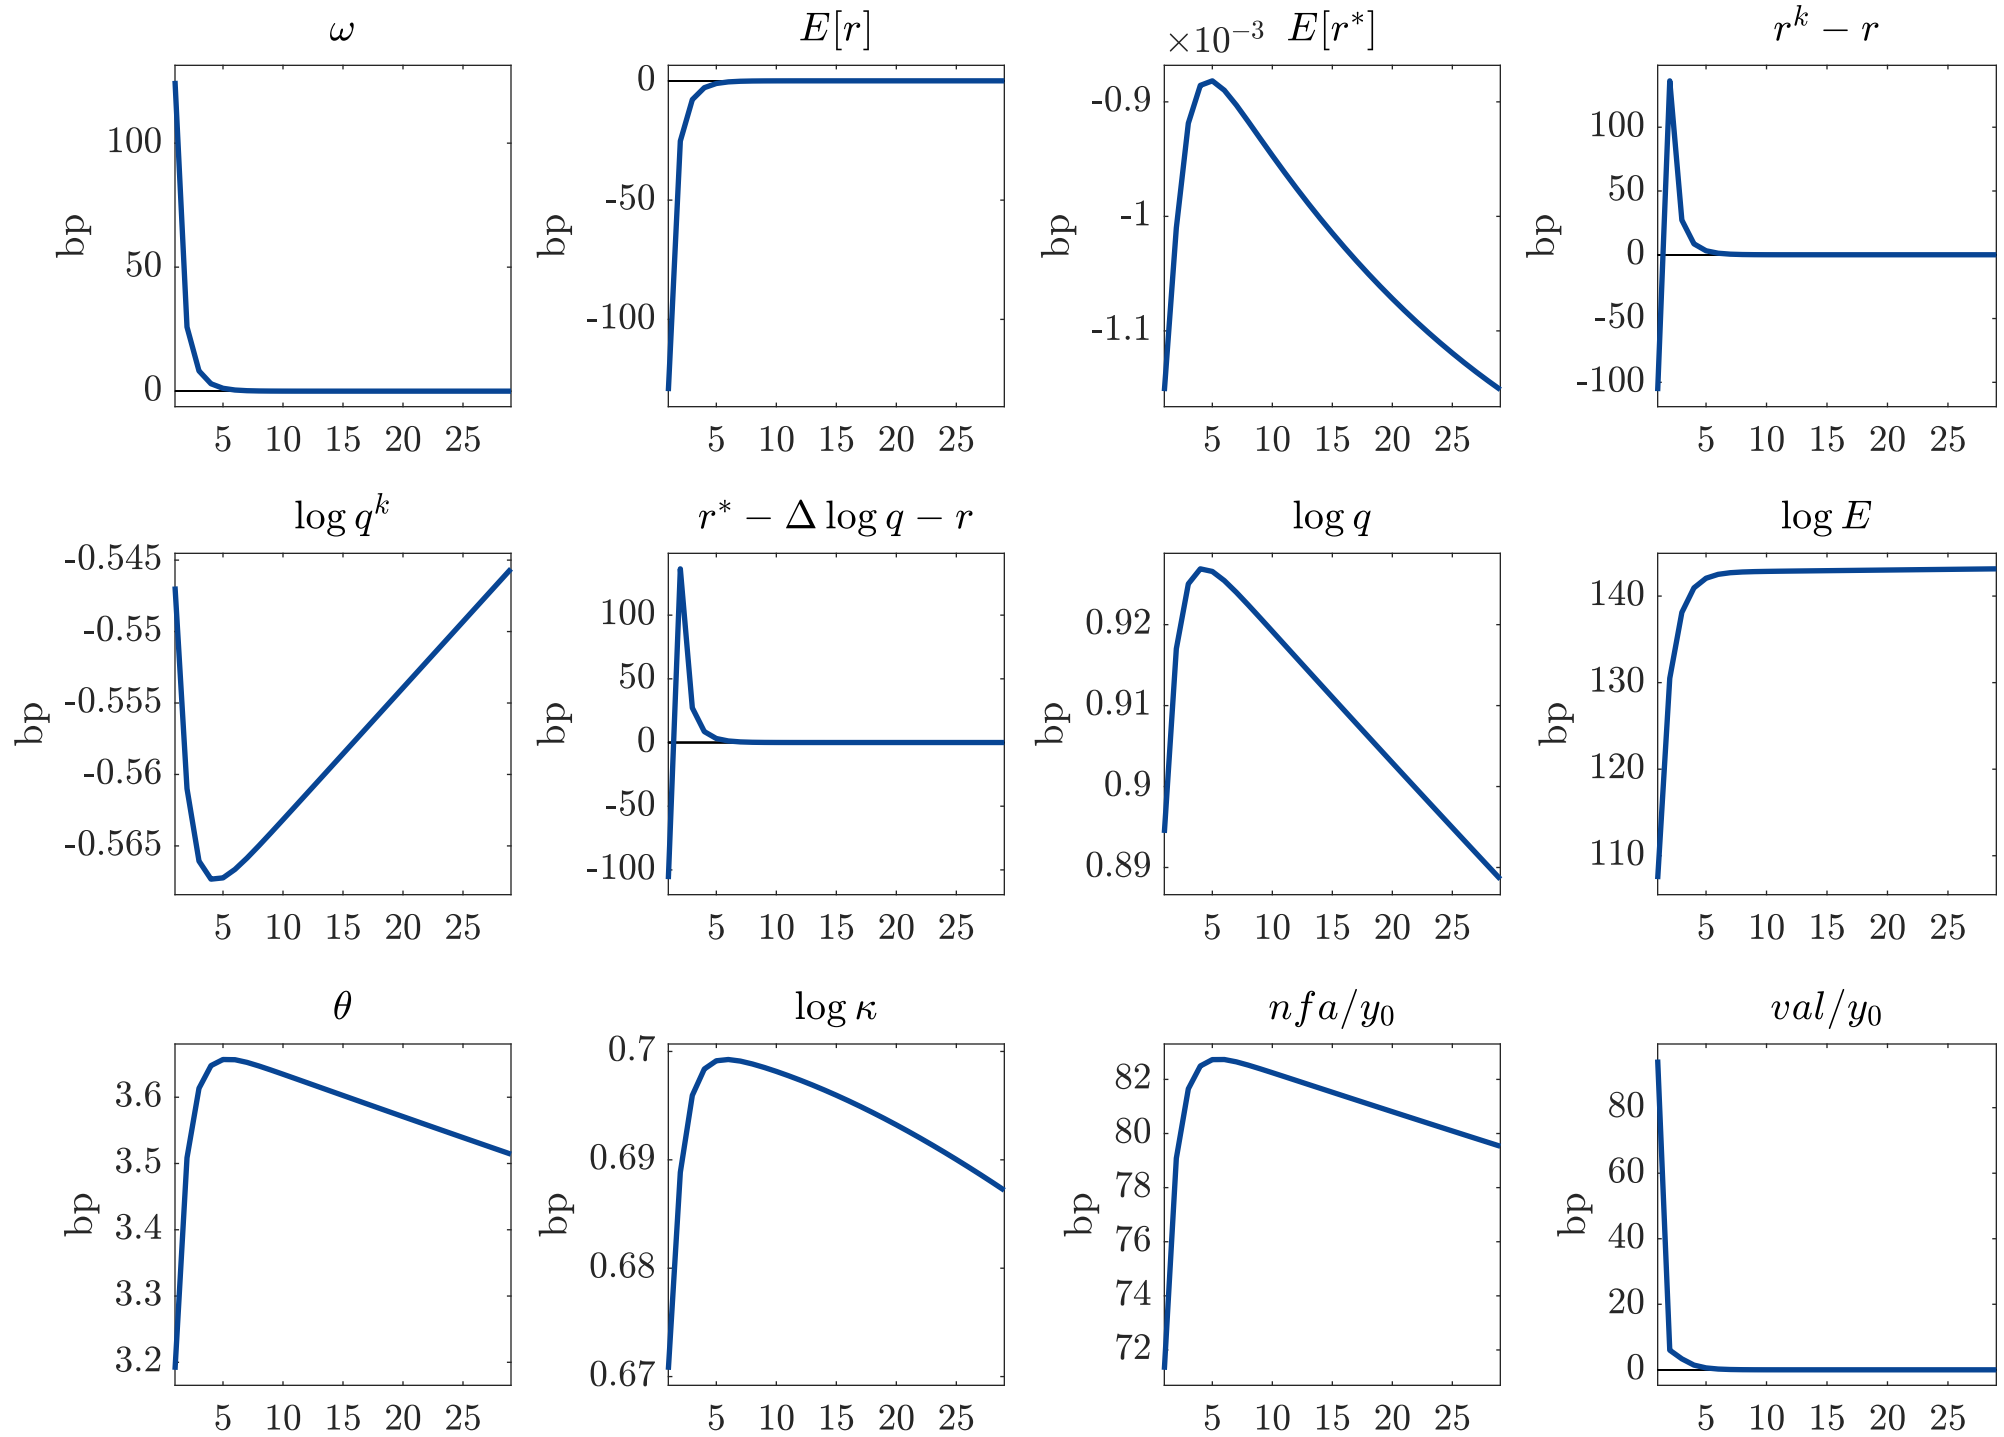 ω
E[r]
×10⁻³ E[r*]
r^k − r
bp
100
50
0
5 10 15 20 25
bp
0
-50
-100
5 10 15 20 25
bp
-0.9
-1
-1.1
5 10 15 20 25
bp
100
50
0
-50
-100
5 10 15 20 25
log q^k
r* − Δ log q − r
log q
log E
bp
-0.545
-0.55
-0.555
-0.56
-0.565
5 10 15 20 25
bp
100
50
0
-50
-100
5 10 15 20 25
bp
0.92
0.91
0.9
0.89
5 10 15 20 25
bp
140
130
120
110
5 10 15 20 25
θ
log κ
nfa/y₀
val/y₀
bp
3.6
3.5
3.4
3.3
3.2
5 10 15 20 25
bp
0.7
0.69
0.68
0.67
5 10 15 20 25
bp
82
80
78
76
74
72
5 10 15 20 25
bp
80
60
40
20
0
5 10 15 20 25